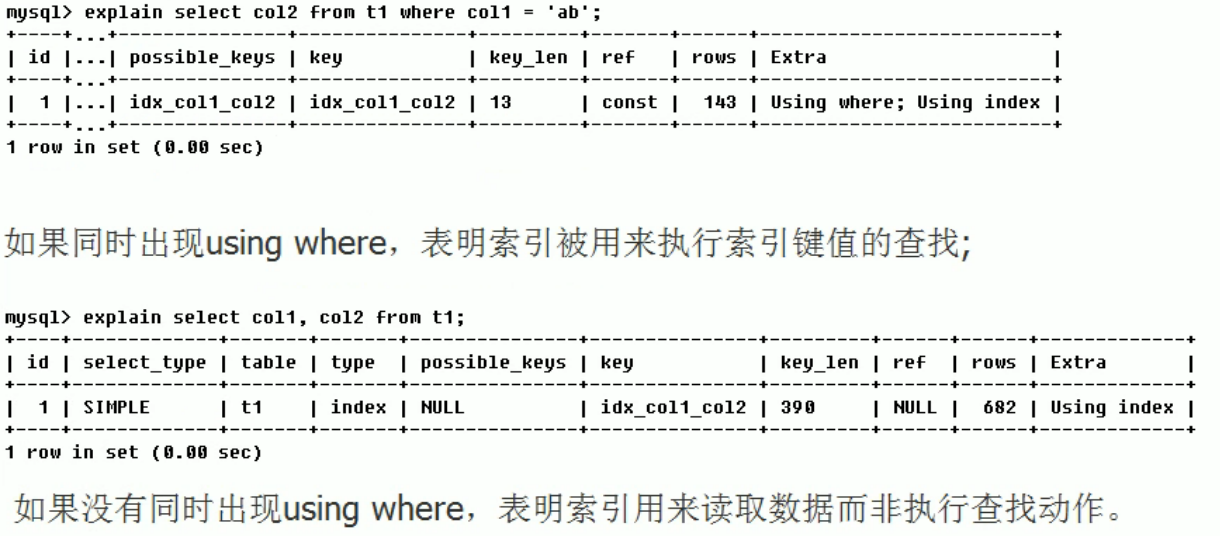 mysql> explain select col2 from t1 where col1 = 'ab';
+----+...+---------------+---------------+---------+-------+------+--------------------------+
| id |...| possible_keys | key           | key_len | ref   | rows | Extra                    |
+----+...+---------------+---------------+---------+-------+------+--------------------------+
|  1 |...| idx_col1_col2 | idx_col1_col2 | 13      | const |  143 | Using where; Using index |
+----+...+---------------+---------------+---------+-------+------+--------------------------+
1 row in set (0.00 sec)
如果同时出现using where，表明索引被用来执行索引键值的查找;
mysql> explain select col1, col2 from t1;
+----+-------------+-------+-------+---------------+---------------+---------+------+------+-------------+
| id | select_type | table | type  | possible_keys | key           | key_len | ref  | rows | Extra       |
+----+-------------+-------+-------+---------------+---------------+---------+------+------+-------------+
|  1 | SIMPLE      | t1    | index | NULL          | idx_col1_col2 | 390     | NULL |  682 | Using index |
+----+-------------+-------+-------+---------------+---------------+---------+------+------+-------------+
1 row in set (0.00 sec)
如果没有同时出现using where，表明索引用来读取数据而非执行查找动作。